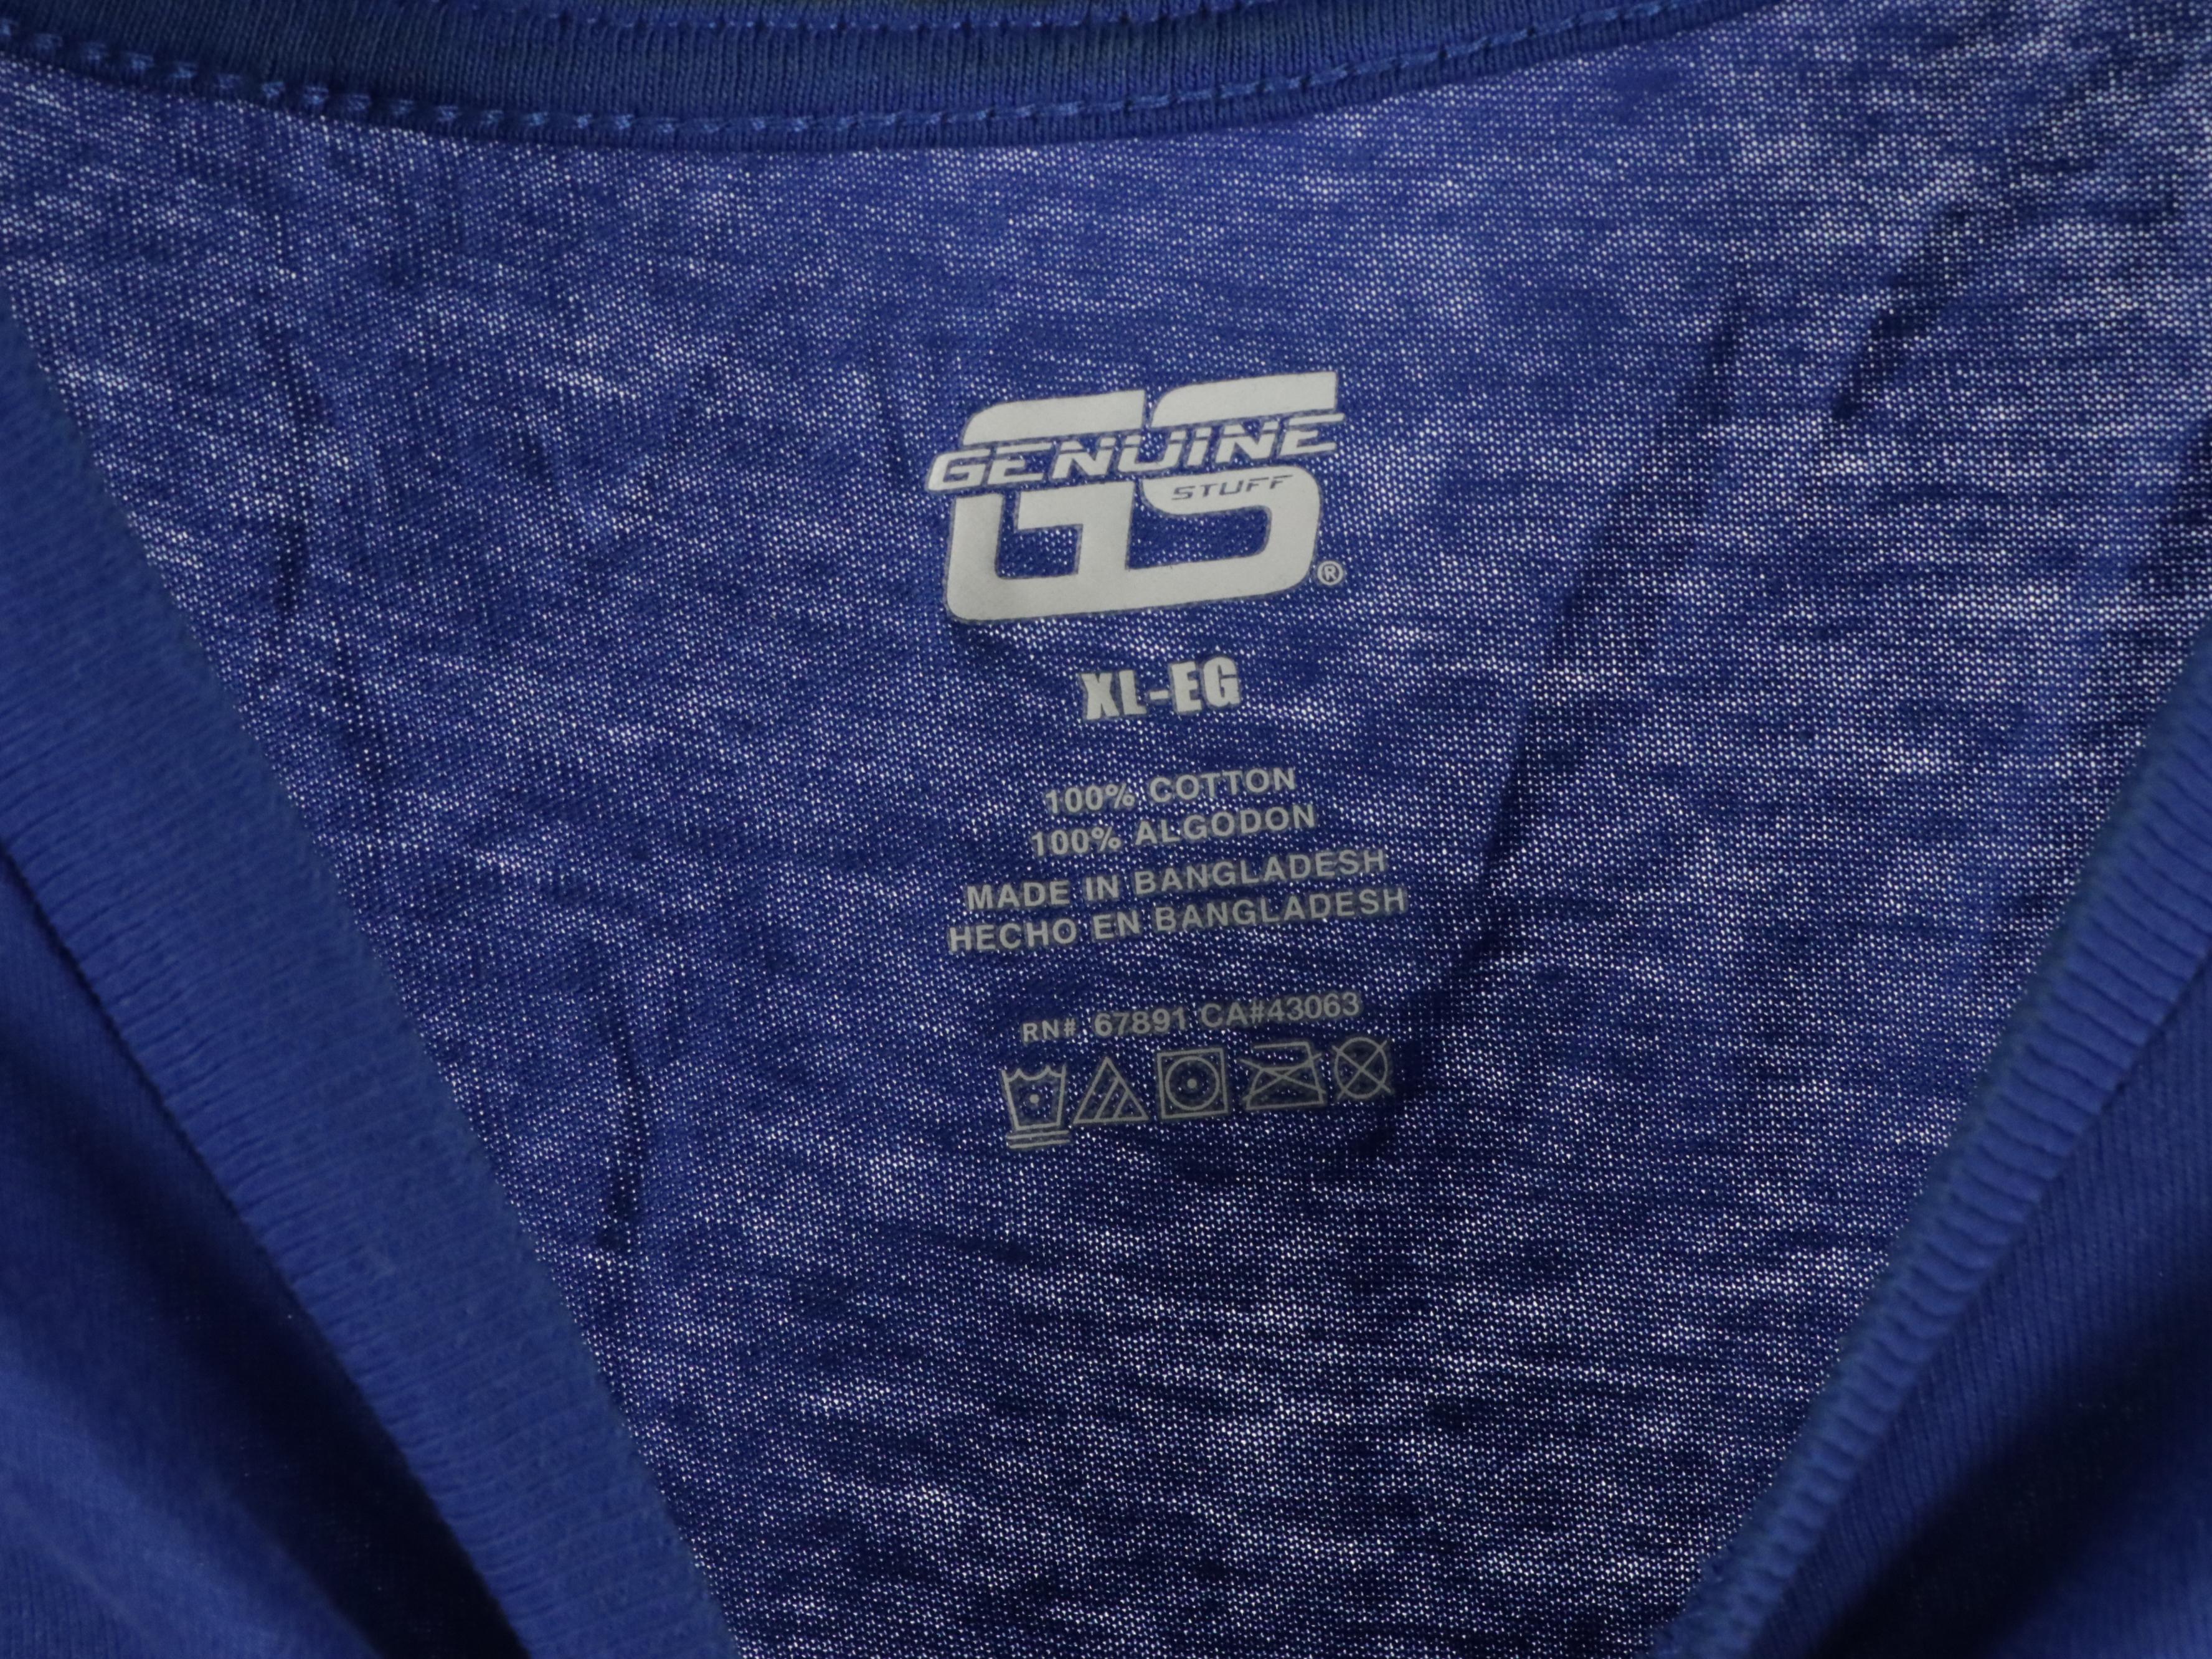 GENUINE
STUFF
GS®
XL-EG
100% COTTON
100% ALGODON
MADE IN BANGLADESH
HECHO EN BANGLADESH
RN#. 67891 CA#43063